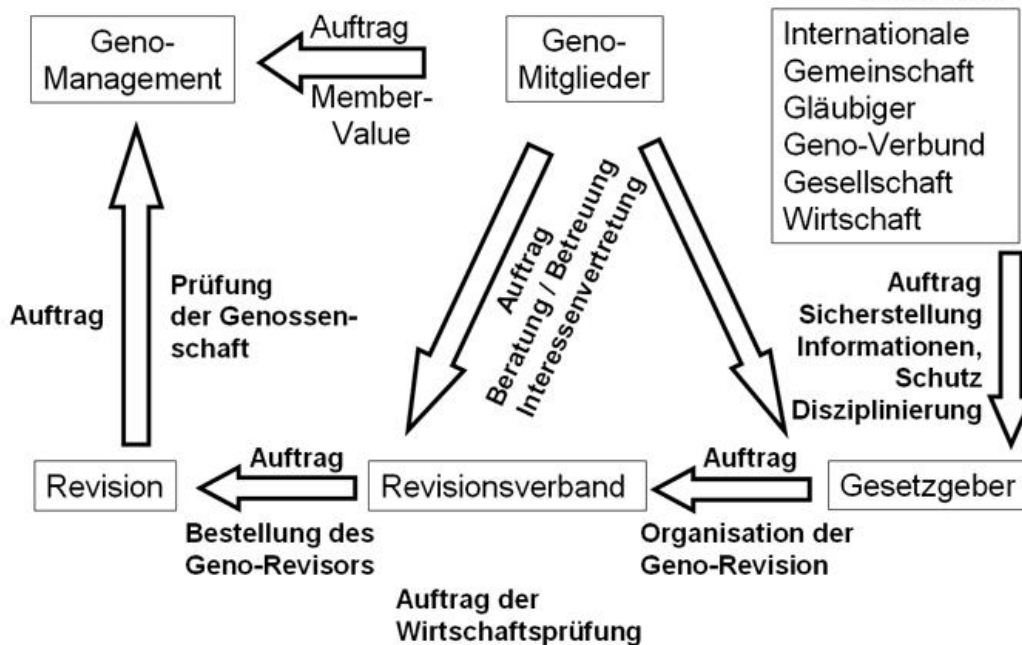 Geno-
Management
Auftrag
Member-
Value
Geno-
Mitglieder
Internationale
Gemeinschaft
Gläubiger
Geno-Verbund
Gesellschaft
Wirtschaft
Auftrag
Prüfung
der Genossen-
schaft
Auftrag
Beratung / Betreuung
Interessenvertretung
Auftrag
Sicherstellung
Informationen,
Schutz
Disziplinierung
Revision
Auftrag
Bestellung des
Geno-Revisors
Revisionsverband
Auftrag
Organisation der
Geno-Revision
Gesetzgeber
Auftrag der
Wirtschaftsprüfung